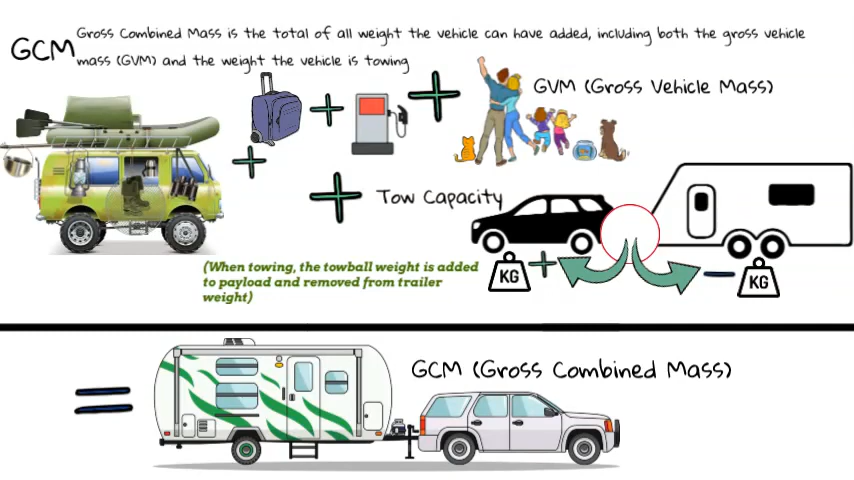 GCM
Gross Combined Mass is the total of all weight the vehicle can have added, including both the gross vehicle
mass (GVM) and the weight the vehicle is towing
GVM (Gross Vehicle Mass)
Tow Capacity
(When towing, the towball weight is added
to payload and removed from trailer
weight)
KG
KG
GCM (Gross Combined Mass)